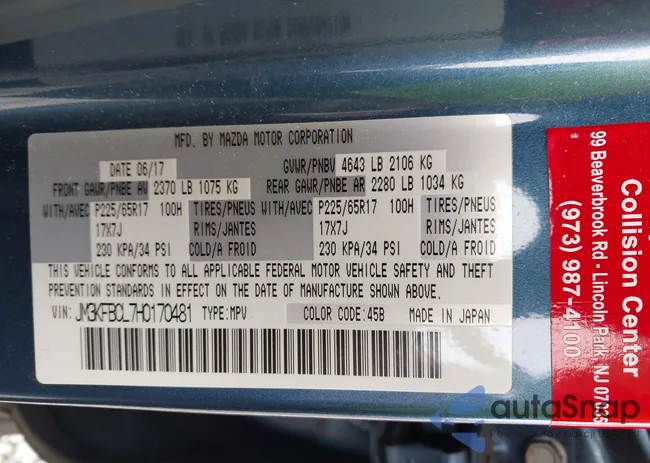 MFD. BY MAZDA MOTOR CORPORATION
DATE 06/17
GVWR/PNBV 4643 LB 2106 KG
FRONT GAWR/PNBE AV 2370 LB 1075 KG
REAR GAWR/PNBE AR 2280 LB 1034 KG
WITH/AVEC P225/65R17 100H TIRES/PNEUS WITH/AVEC P225/65R17 100H TIRES/PNEUS
17X7J RIMS/JANTES 17X7J RIMS/JANTES
230 KPA/34 PSI COLD/A FROID 230 KPA/34 PSI COLD/A FROID
THIS VEHICLE CONFORMS TO ALL APPLICABLE FEDERAL MOTOR VEHICLE SAFETY AND THEFT
PREVENTION STANDARDS IN EFFECT ON THE DATE OF MANUFACTURE SHOWN ABOVE.
VIN: JM3KFBCL7H0170481 TYPE: MPV COLOR CODE: 45B MADE IN JAPAN
Collision Center
99 Beaverbrook Rd - Lincoln Park, NJ 07035
(973) 987-4100
autoSnap